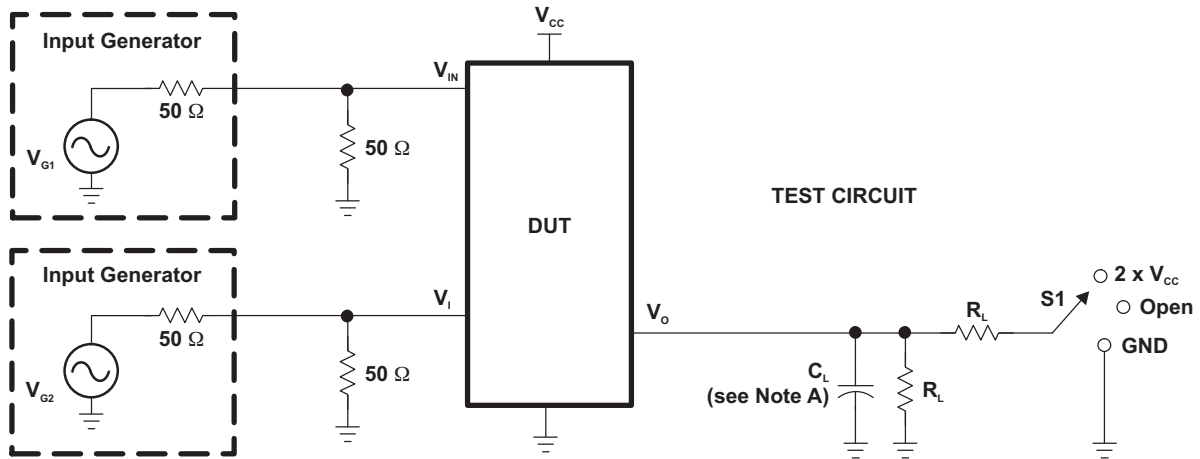 Input Generator
50 Ω
V_G1
50 Ω
V_IN
V_CC
DUT
TEST CIRCUIT
Input Generator
50 Ω
V_G2
50 Ω
V_I
V_O
C_L
(see Note A)
R_L
R_L
S1
2 x V_CC
Open
GND